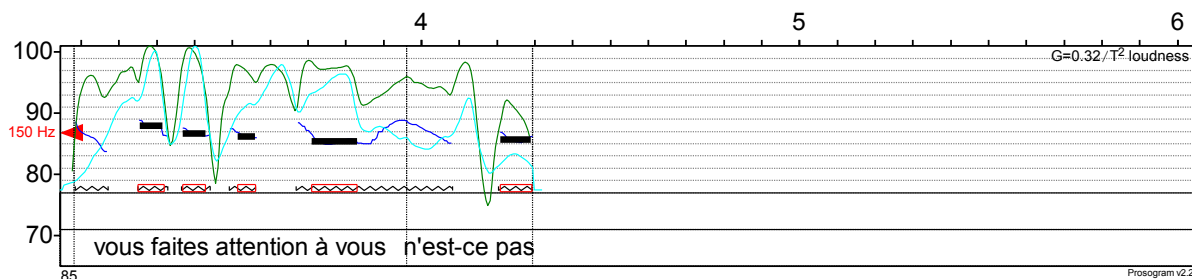 4 5 6
100 G=0.32/T² loudness
90
150 Hz
80
70
vous faites attention à vous n'est-ce pas
85 Prosogram v2.2